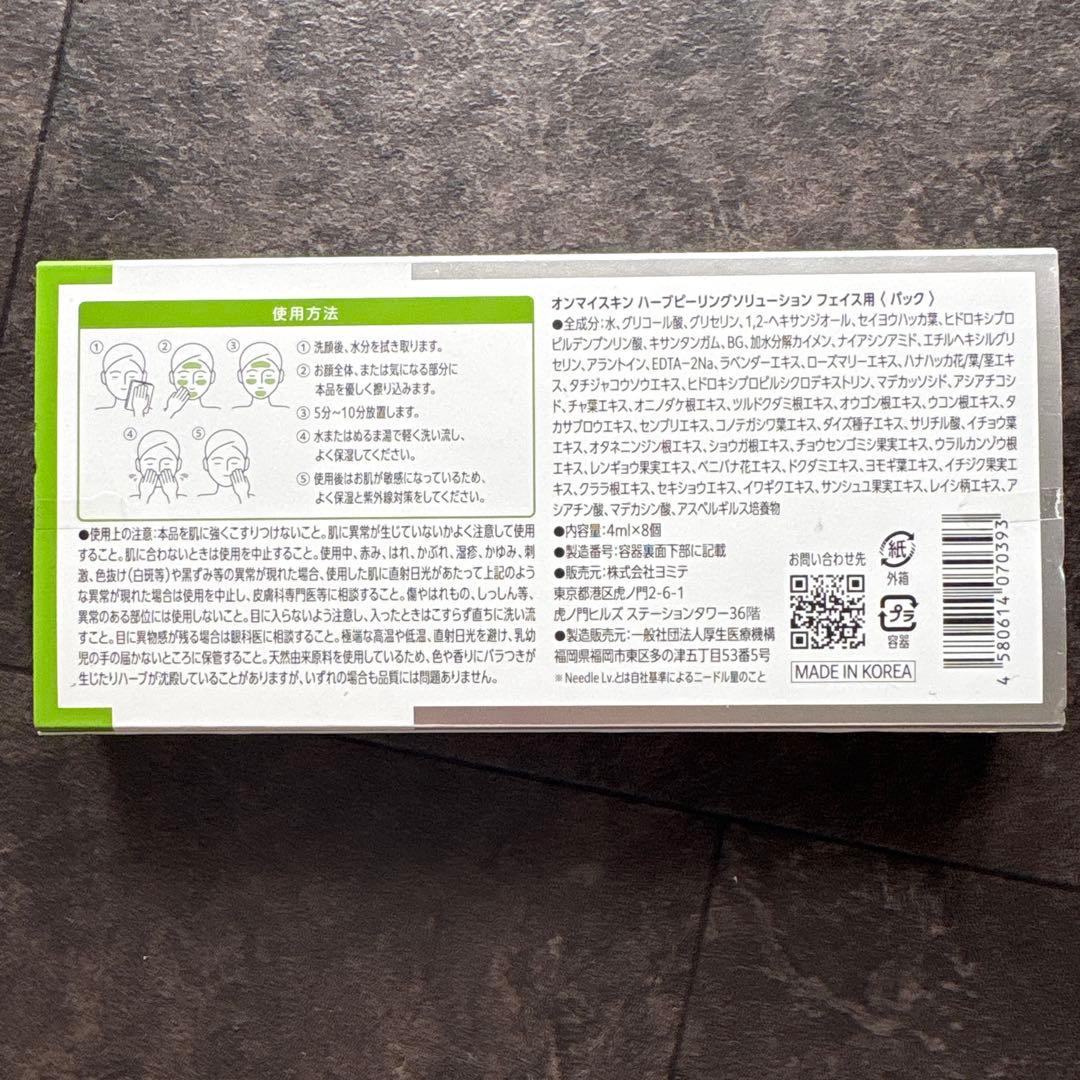 使用方法
①
②
③
④
⑤
① 洗顔後、水分を拭き取ります。
② お顔全体、または気になる部分に
本品を優しく擦り込みます。
③ 5分〜10分放置します。
④ 水またはぬるま湯で軽く洗い流し、
よく保湿してください。
⑤ 使用後はお肌が敏感になっているため、
よく保湿と紫外線対策をしてください。
●使用上の注意:本品を肌に強くこすりつけないこと。肌に異常が生じていないかよく注意して使用
すること。肌に合わないときは使用を中止すること。使用中、赤み、はれ、かぶれ、湿疹、かゆみ、刺
激、色抜け(白斑等)や黒ずみ等の異常が現れた場合、使用した肌に直射日光があたって上記のよう
な異常が現れた場合は使用を中止し、皮膚科専門医等に相談すること。傷やはれもの、しっしん等、
異常のある部位には使用しないこと。目に入らないよう注意し、入ったときはこすらず直ちに洗い流
すこと。目に異物感が残る場合は眼科医に相談すること。極端な高温や低温、直射日光を避け、乳幼
児の手の届かないところに保管すること。天然由来原料を使用しているため、色や香りにバラつきが
生じたりハーブが沈殿していることがありますが、いずれの場合も品質には問題ありません。
オンマイスキン ハーブピーリングソリューション フェイス用〈 パック 〉
●全成分:水、グリコール酸、グリセリン、1,2-ヘキサンジオール、セイヨウハッカ葉、ヒドロキシプロ
ピルデンプンリン酸、キサンタンガム、BG、加水分解カイメン、ナイアシンアミド、エチルヘキシルグリ
セリン、アラントイン、EDTA-2Na、ラベンダーエキス、ローズマリーエキス、ハナハッカ花/葉/茎エキ
ス、タチジャコウソウエキス、ヒドロキシプロピルシクロデキストリン、マデカッソシド、アシアチコシ
ド、チャ葉エキス、オニノダケ根エキス、ツルドクダミ根エキス、オウゴン根エキス、ウコン根エキス、タ
カサブロウエキス、センブリエキス、コノテガシワ葉エキス、ダイズ種子エキス、サリチル酸、イチョウ葉
エキス、オタネニンジン根エキス、ショウガ根エキス、チョウセンゴミシ果実エキス、ウラルカンゾウ根
エキス、レンギョウ果実エキス、ベニバナ花エキス、ドクダミエキス、ヨモギ葉エキス、イチジク果実エ
キス、クララ根エキス、セキショウエキス、イワギクエキス、サンシュユ果実エキス、レイシ柄エキス、ア
シアチン酸、マデカシン酸、アスペルギルス培養物
●内容量:4ml×8個
●製造番号:容器裏面下部に記載
●販売元:株式会社ヨミテ
東京都港区虎ノ門2-6-1
虎ノ門ヒルズ ステーションタワー36階
●製造販売元:一般社団法人厚生医療機構
福岡県福岡市東区多の津五丁目53番5号
※Needle Lv.とは自社基準によるニードル量のこと
お問い合わせ先
紙
外箱
プラ
容器
MADE IN KOREA
4 580614 070393